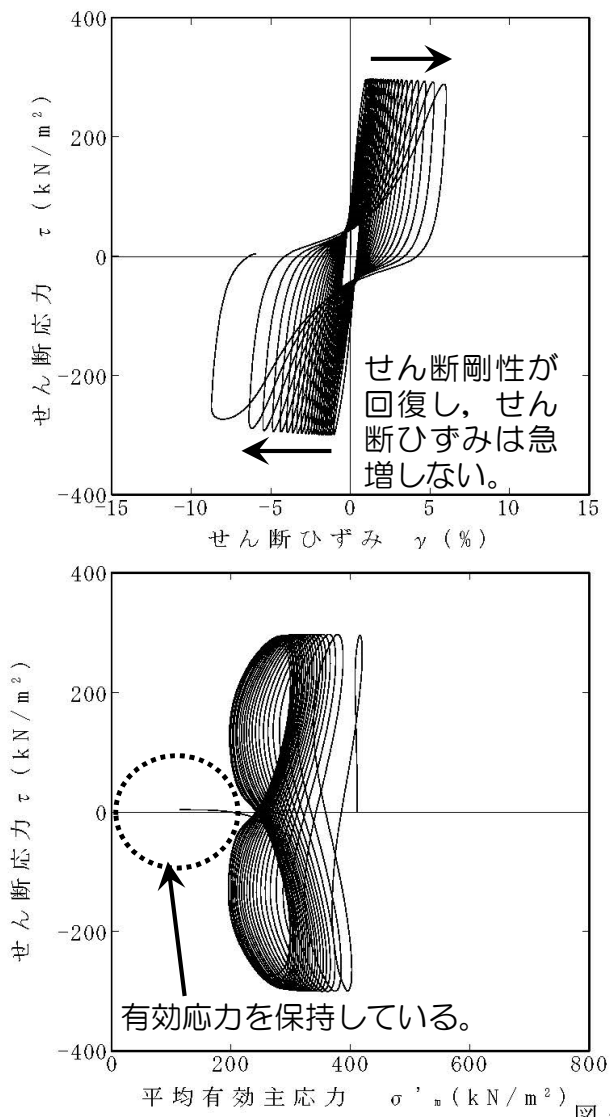 400
200
0
-200
-400
せん断応力 τ (kN/m²)
せん断剛性が
回復し，せん
断ひずみは急
増しない。
-15 -10 -5 0 5 10 15
せん断ひずみ γ (%)
400
200
0
-200
-400
せん断応力 τ (kN/m²)
有効応力を保持している。
0 200 400 600 800
平均有効主応力 σ'm (kN/m²)
図